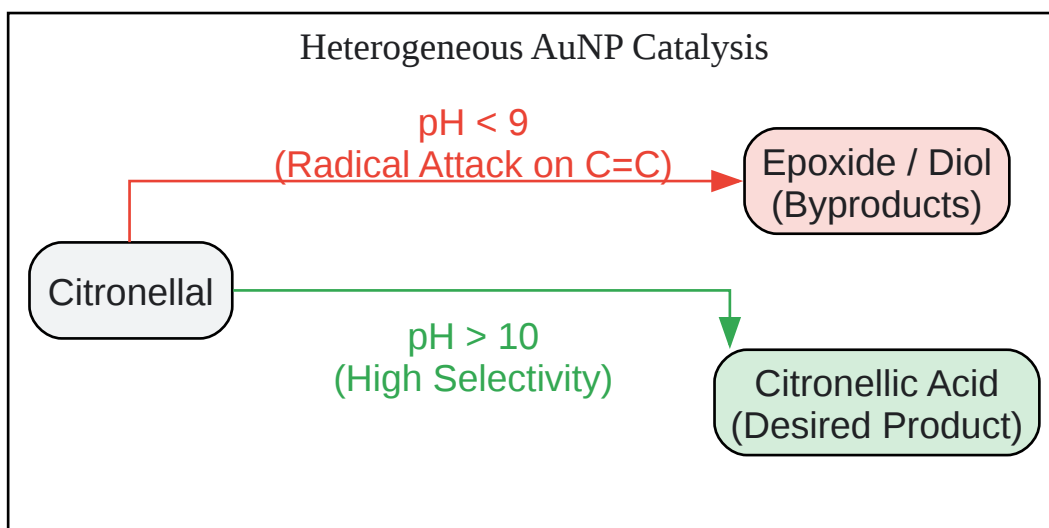 Heterogeneous AuNP Catalysis
pH < 9
(Radical Attack on C=C)
Epoxide / Diol
(Byproducts)
Citronellal
pH > 10
(High Selectivity)
Citronellic Acid
(Desired Product)